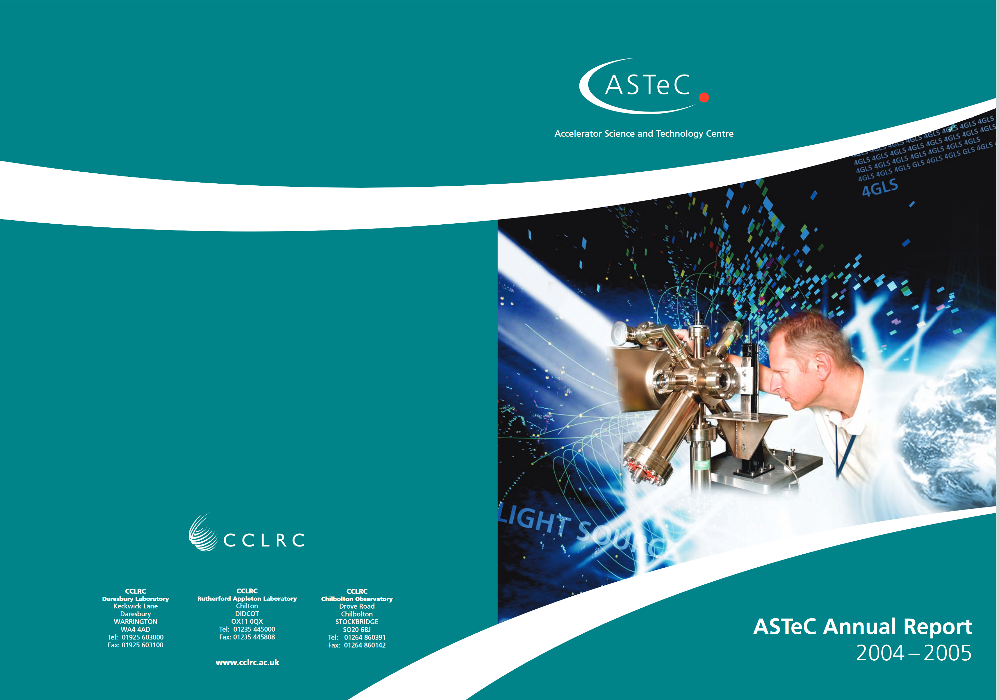 ASTeC
Accelerator Science and Technology Centre
4GLS 4GLS 4GLS 4GLS 4GLS 4GLS
4GLS 4GLS 4GLS 4GLS 4GLS 4GLS 4GLS 4GLS
4GLS 4GLS 4GLS 4GLS 4GLS 4GLS 4GLS
4GLS 4GLS 4GLS GLS 4GLS 4GLS 4GLS GLS 4GLS
4GLS
LIGHT SOURC
ASTeC Annual Report
2004–2005
CCLRC
CCLRC
Daresbury Laboratory
Keckwick Lane
Daresbury
WARRINGTON
WA4 4AD
Tel: 01925 603000
Fax: 01925 603100
CCLRC
Rutherford Appleton Laboratory
Chilton
DIDCOT
OX11 0QX
Tel: 01235 445000
Fax: 01235 445808
CCLRC
Chilbolton Observatory
Drove Road
Chilbolton
STOCKBRIDGE
SO20 6BJ
Tel: 01264 860391
Fax: 01264 860142
www.cclrc.ac.uk